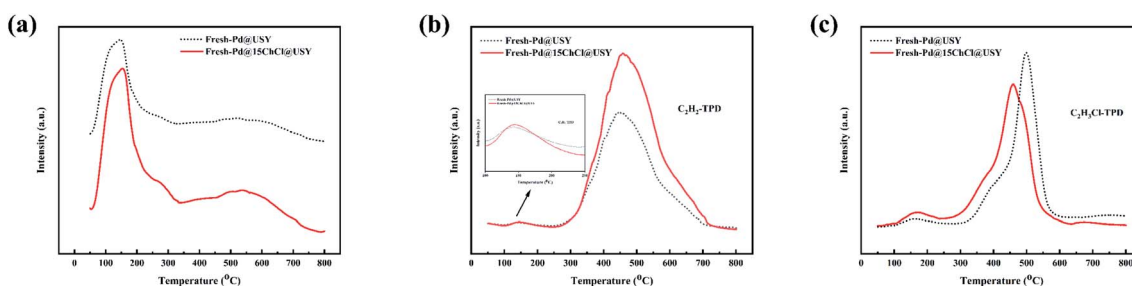 (a)
Fresh-Pd@USY
Fresh-Pd@15ChCl@USY
Intensity (a.u.)
0 100 200 300 400 500 600 700 800
Temperature (°C)
(b)
Fresh-Pd@USY
Fresh-Pd@15ChCl@USY
C₂H₂-TPD
Intensity (a.u.)
Intensity (a.u.)
Temperature (°C)
0 100 200 300 400 500 600 700 800
Temperature (°C)
(c)
Fresh-Pd@USY
Fresh-Pd@15ChCl@USY
C₂H₃Cl-TPD
Intensity (a.u.)
0 100 200 300 400 500 600 700 800
Temperature (°C)